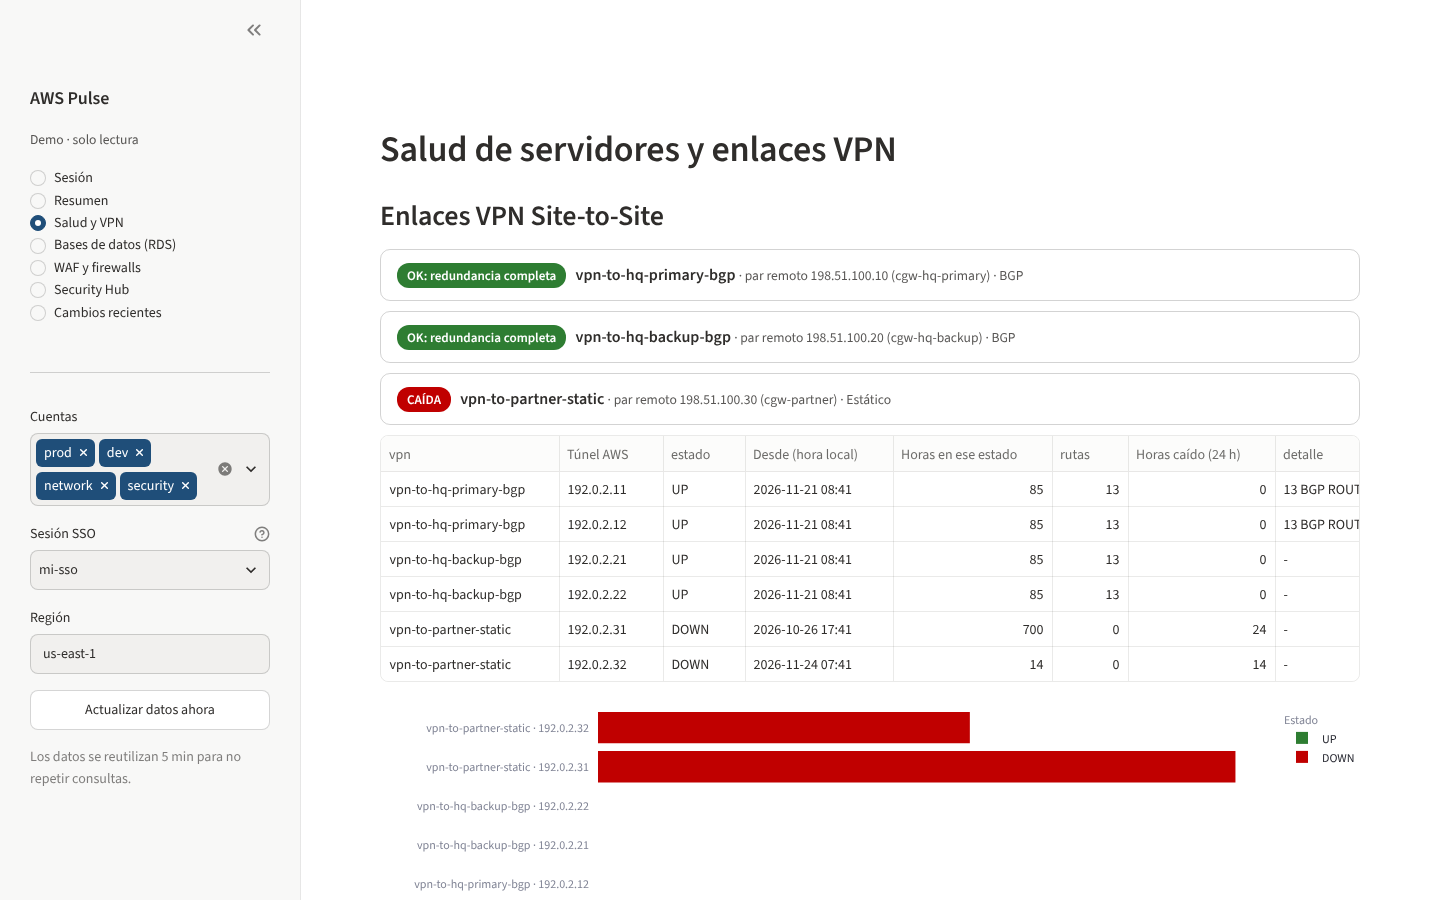 AWS Pulse
Demo · solo lectura
Sesión
Resumen
Salud y VPN
Bases de datos (RDS)
WAF y firewalls
Security Hub
Cambios recientes
Cuentas
prod × dev ×
network × security ×
Sesión SSO
mi-sso
Región
us-east-1
Actualizar datos ahora
Los datos se reutilizan 5 min para no
repetir consultas.
Salud de servidores y enlaces VPN
Enlaces VPN Site-to-Site
OK: redundancia completa vpn-to-hq-primary-bgp · par remoto 198.51.100.10 (cgw-hq-primary) · BGP
OK: redundancia completa vpn-to-hq-backup-bgp · par remoto 198.51.100.20 (cgw-hq-backup) · BGP
CAÍDA vpn-to-partner-static · par remoto 198.51.100.30 (cgw-partner) · Estático
vpn Túnel AWS estado Desde (hora local) Horas en ese estado rutas Horas caído (24 h) detalle
vpn-to-hq-primary-bgp 192.0.2.11 UP 2026-11-21 08:41 85 13 0 13 BGP ROUT
vpn-to-hq-primary-bgp 192.0.2.12 UP 2026-11-21 08:41 85 13 0 13 BGP ROUT
vpn-to-hq-backup-bgp 192.0.2.21 UP 2026-11-21 08:41 85 13 0 -
vpn-to-hq-backup-bgp 192.0.2.22 UP 2026-11-21 08:41 85 13 0 -
vpn-to-partner-static 192.0.2.31 DOWN 2026-10-26 17:41 700 0 24 -
vpn-to-partner-static 192.0.2.32 DOWN 2026-11-24 07:41 14 0 14 -
vpn-to-partner-static · 192.0.2.32
vpn-to-partner-static · 192.0.2.31
vpn-to-hq-backup-bgp · 192.0.2.22
vpn-to-hq-backup-bgp · 192.0.2.21
vpn-to-hq-primary-bgp · 192.0.2.12
Estado
UP
DOWN